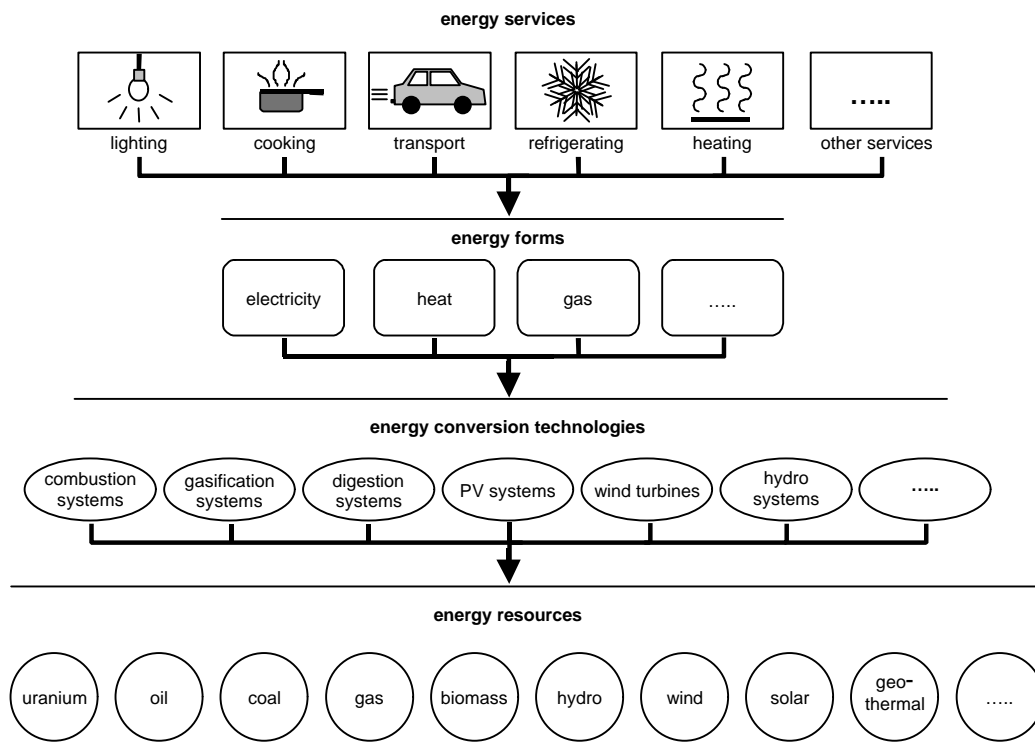 energy services
…..
lighting
cooking
transport
refrigerating
heating
other services
energy forms
electricity
heat
gas
…..
energy conversion technologies
combustion
systems
gasification
systems
digestion
systems
PV systems
wind turbines
hydro
systems
…..
energy resources
uranium
oil
coal
gas
biomass
hydro
wind
solar
geo-
thermal
…..